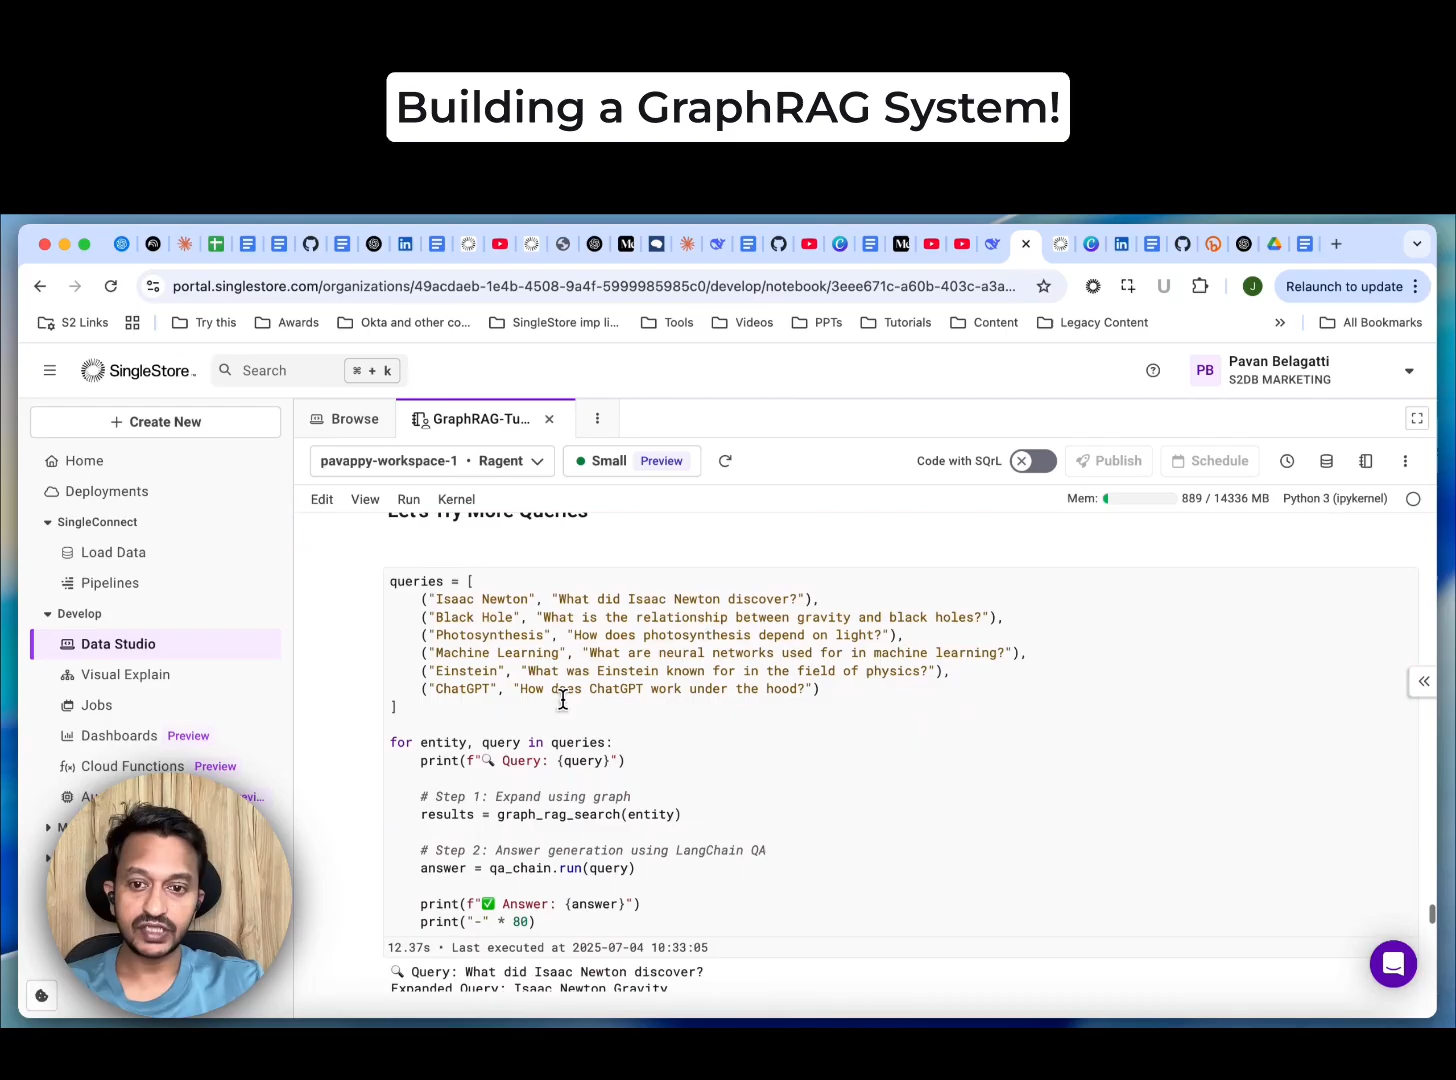 Building a GraphRAG System!
portal.singlestore.com/organizations/49acdaeb-1e4b-4508-9a4f-5999985985c0/develop/notebook/3eee671c-a60b-403c-a3a...
J
Relaunch to update
S2 Links
Try this
Awards
Okta and other co...
SingleStore imp li...
Tools
Videos
PPTs
Tutorials
Content
Legacy Content
All Bookmarks
SingleStore
Search
⌘ + k
PB
Pavan Belagatti
S2DB MARKETING
+ Create New
Home
Deployments
SingleConnect
Load Data
Pipelines
Develop
Data Studio
Visual Explain
Jobs
Dashboards Preview
f(x) Cloud Functions Preview
Browse
GraphRAG-Tu...
pavappy-workspace-1 • Ragent
Small Preview
Code with SQrL
Publish
Schedule
Edit View Run Kernel
Mem: 889 / 14336 MB
Python 3 (ipykernel)
Let's Try More Queries
queries = [
("Isaac Newton", "What did Isaac Newton discover?"),
("Black Hole", "What is the relationship between gravity and black holes?"),
("Photosynthesis", "How does photosynthesis depend on light?"),
("Machine Learning", "What are neural networks used for in machine learning?"),
("Einstein", "What was Einstein known for in the field of physics?"),
("ChatGPT", "How does ChatGPT work under the hood?")
]
for entity, query in queries:
print(f"🔍 Query: {query}")
# Step 1: Expand using graph
results = graph_rag_search(entity)
# Step 2: Answer generation using LangChain QA
answer = qa_chain.run(query)
print(f"✅ Answer: {answer}")
print("-" * 80)
12.37s • Last executed at 2025-07-04 10:33:05
🔍 Query: What did Isaac Newton discover?
Expanded Query: Isaac Newton Gravity